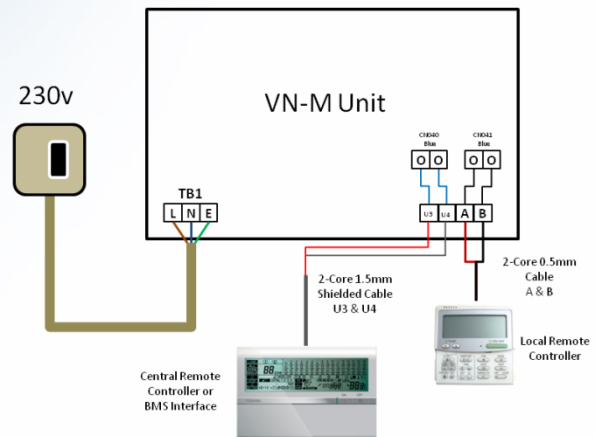 230v
VN-M Unit
CN040
Blue
CN041
Blue
O O
O O
TB1
L N E
U3 U4 A B
2-Core 1.5mm
Shielded Cable
U3 & U4
2-Core 0.5mm
Cable
A & B
Local Remote
Controller
Central Remote
Controller or
BMS Interface
88